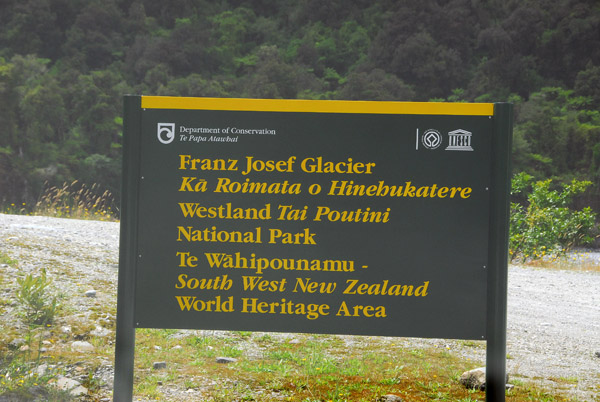 Department of Conservation
Te Papa Atawhai
Franz Josef Glacier
Kā Roimata o Hinehukatere
Westland Tai Poutini
National Park
Te Wāhipounamu -
South West New Zealand
World Heritage Area